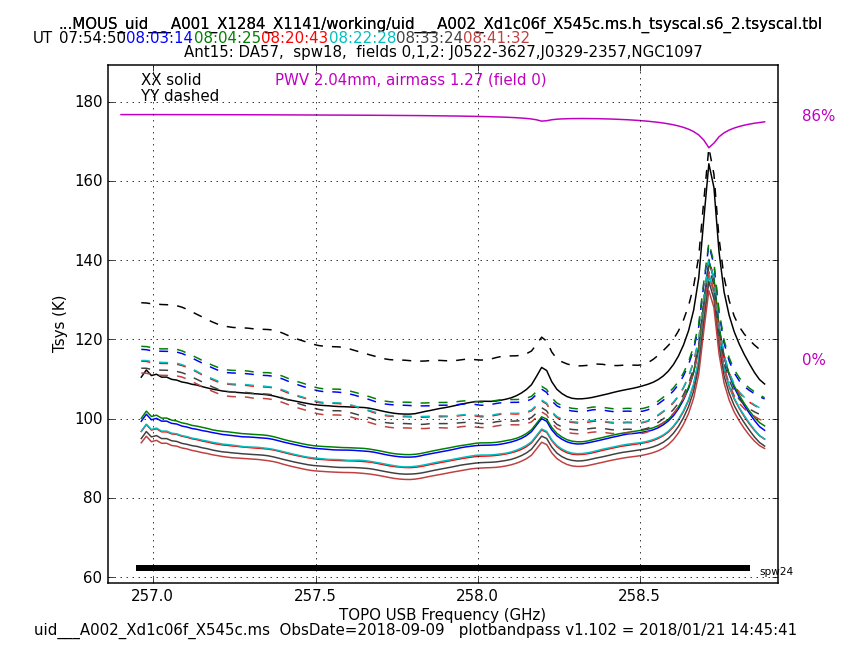 ...MOUS_uid___A001_X1284_X1141/working/uid___A002_Xd1c06f_X545c.ms.h_tsyscal.s6_2.tsyscal.tbl
UT 07:54:50 08:03:14 08:04:25 08:20:43 08:22:28 08:33:24 08:41:32
Ant15: DA57,  spw18,  fields 0,1,2: J0522-3627,J0329-2357,NGC1097
XX solid
PWV 2.04mm, airmass 1.27 (field 0)
YY dashed
86%
0%
180
160
140
120
100
80
60
Tsys (K)
spw24
257.0 257.5 258.0 258.5
TOPO USB Frequency (GHz)
uid___A002_Xd1c06f_X545c.ms  ObsDate=2018-09-09   plotbandpass v1.102 = 2018/01/21 14:45:41